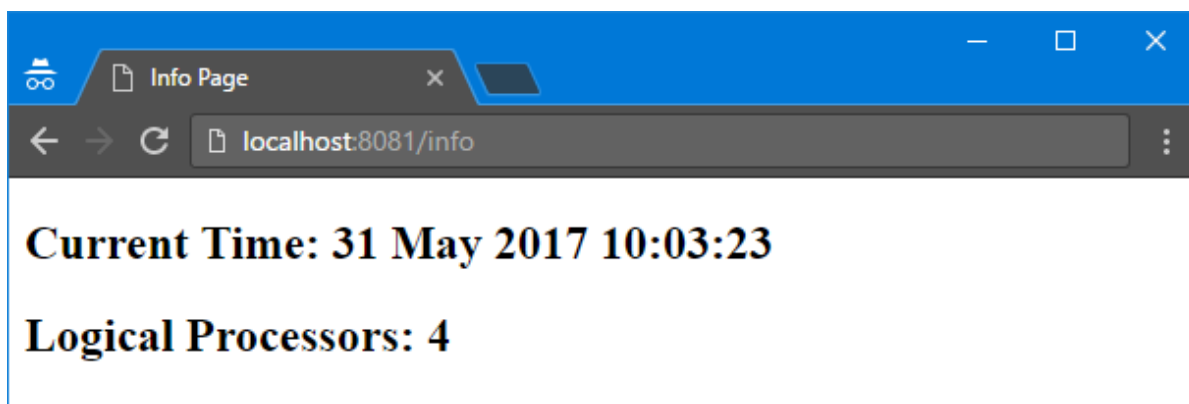 Info Page
localhost:8081/info
Current Time: 31 May 2017 10:03:23
Logical Processors: 4